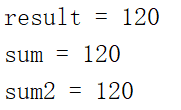 result = 120
sum = 120
sum2 = 120